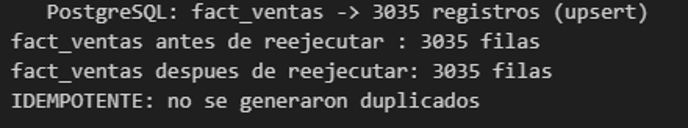 PostgreSQL: fact_ventas -> 3035 registros (upsert)
fact_ventas antes de reejecutar : 3035 filas
fact_ventas despues de reejecutar: 3035 filas
IDEMPOTENTE: no se generaron duplicados